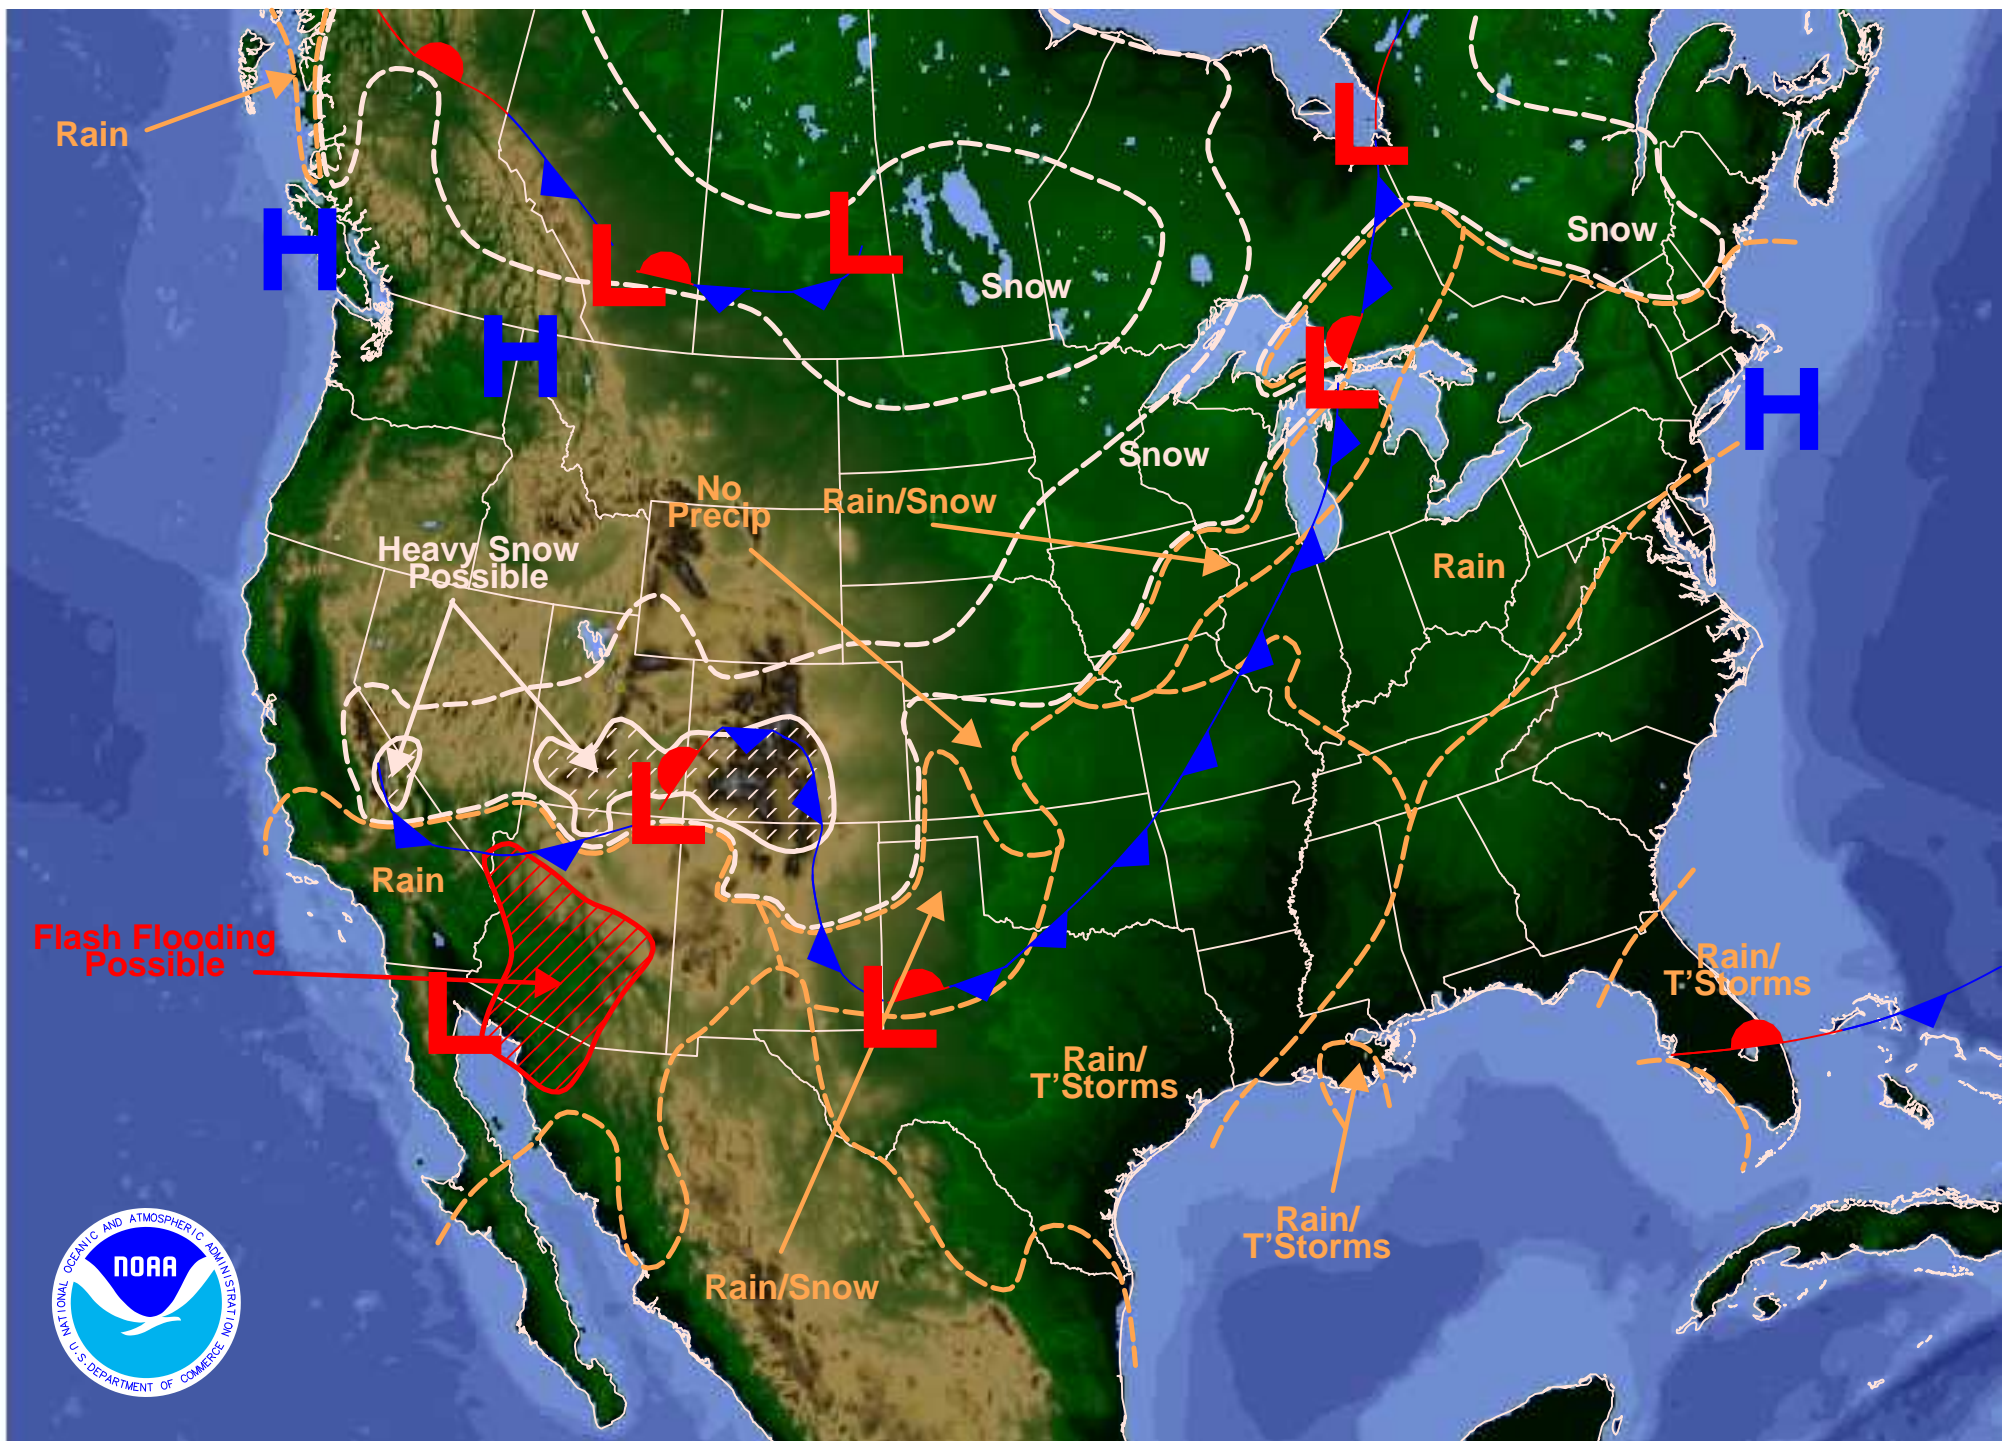 Rain
L
Snow
H
L
L
Snow
H
L
H
Snow
No
Precip
Rain/Snow
Heavy Snow
Possible
Rain
L
Rain
Flash Flooding
Possible
L
L
Rain/
T'Storms
Rain/
T'Storms
Rain/
T'Storms
Rain/Snow
NATIONAL OCEANIC AND ATMOSPHERIC ADMINISTRATION
NOAA
U.S. DEPARTMENT OF COMMERCE